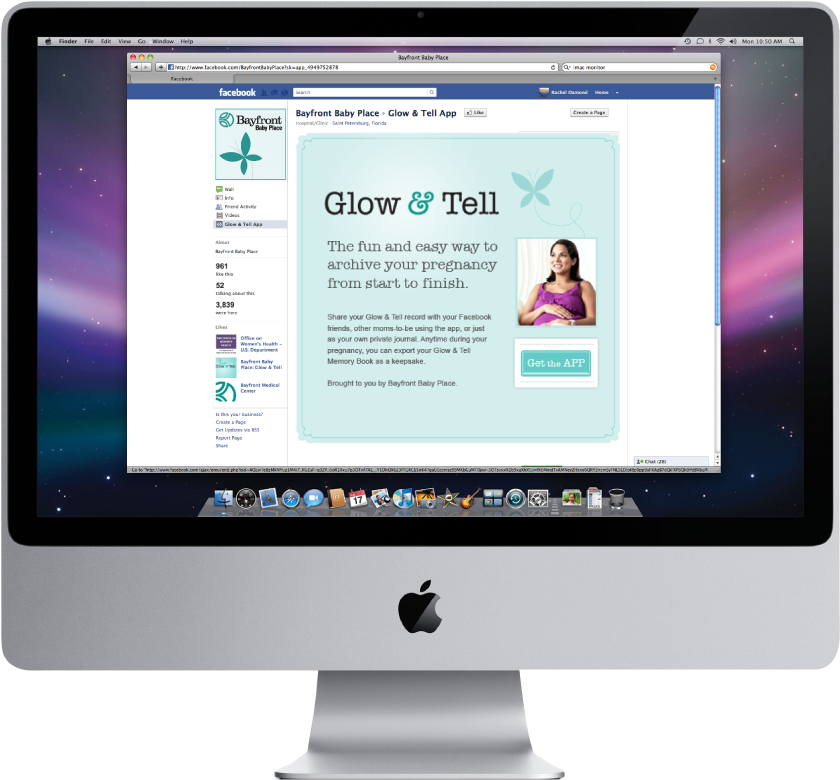 Finder File Edit View Go Window Help
Mon 10:50 AM
Bayfront Baby Place
http://www.facebook.com/BayfrontBabyPlace?sk=app_4949752878
imac monitor
Facebook
facebook
Search
Rachel Damond
Home
Bayfront
Baby Place
Wall
Info
Friend Activity
Videos
Glow & Tell App
About
Bayfront Baby Place
961
like this
52
talking about this
3,839
were here
Likes
Office on
Women's Health -
U.S. Department
Bayfront Baby
Place: Glow & Tell
Bayfront Medical
Center
Is this your business?
Create a Page
Get Updates via RSS
Report Page
Share
Bayfront Baby Place · Glow & Tell App
Like
Create a Page
Hospital/Clinic · Saint Petersburg, Florida
Glow & Tell
The fun and easy way to
archive your pregnancy
from start to finish.
Share your Glow & Tell record with your Facebook
friends, other moms-to-be using the app, or just
as your own private journal. Anytime during your
pregnancy, you can export your Glow & Tell
Memory Book as a keepsake.
Brought to you by Bayfront Baby Place.
Get the APP
Chat (28)
17